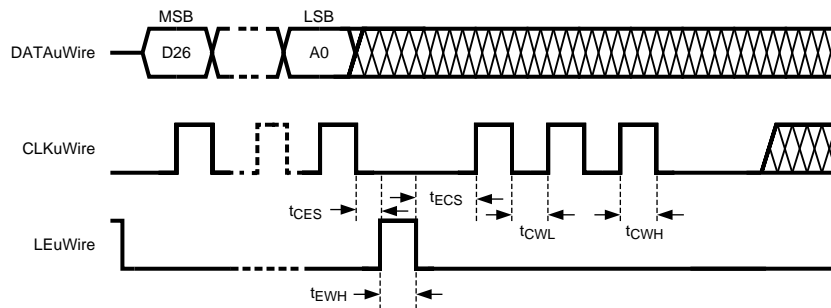 MSB LSB
DATAuWire D26 A0
CLKuWire
tECS
tCES
tCWL tCWH
LEuWire
tEWH